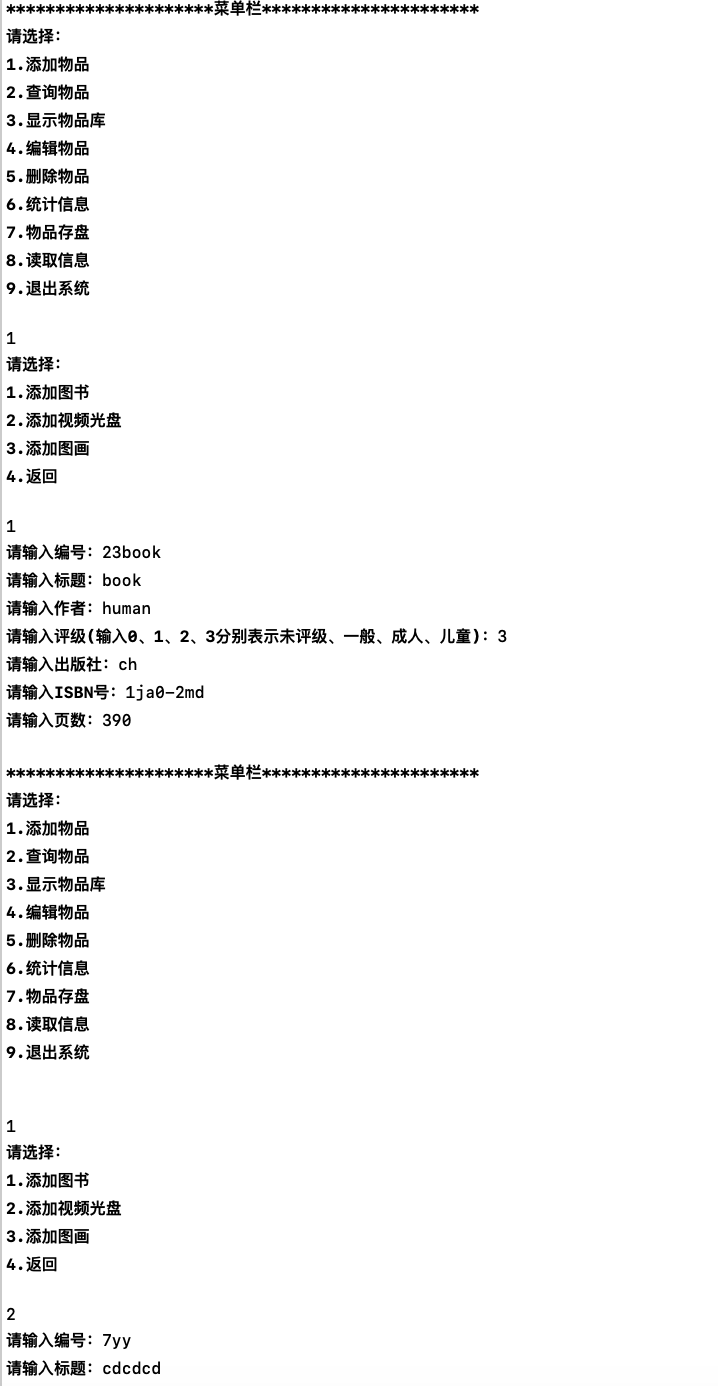 *********************菜单栏**********************
请选择：
1.添加物品
2.查询物品
3.显示物品库
4.编辑物品
5.删除物品
6.统计信息
7.物品存盘
8.读取信息
9.退出系统
1
请选择：
1.添加图书
2.添加视频光盘
3.添加图画
4.返回
1
请输入编号：23book
请输入标题：book
请输入作者：human
请输入评级(输入0、1、2、3分别表示未评级、一般、成人、儿童)：3
请输入出版社：ch
请输入ISBN号：1ja0-2md
请输入页数：390
*********************菜单栏**********************
请选择：
1.添加物品
2.查询物品
3.显示物品库
4.编辑物品
5.删除物品
6.统计信息
7.物品存盘
8.读取信息
9.退出系统
1
请选择：
1.添加图书
2.添加视频光盘
3.添加图画
4.返回
2
请输入编号：7yy
请输入标题：cdcdcd